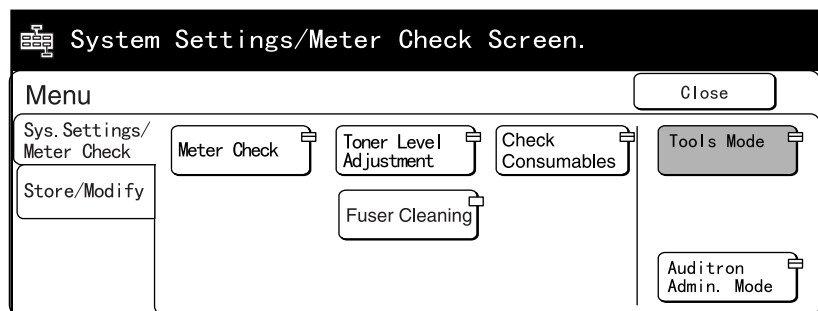 System Settings/Meter Check Screen.
Menu
Close
Sys.Settings/
Meter Check
Store/Modify
Meter Check
Toner Level
Adjustment
Check
Consumables
Fuser Cleaning
Tools Mode
Auditron
Admin. Mode